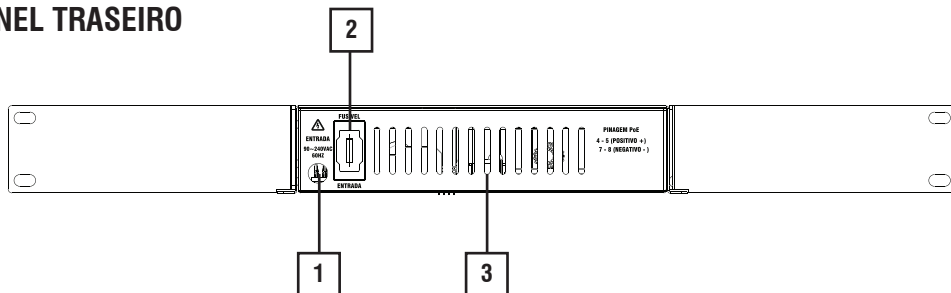 NEL TRASEIRO
2
FUSÍVEL
ENTRADA
90~240VAC
60HZ
ENTRADA
PINAGEM PoE
4 - 5 (POSITIVO +)
7 - 8 (NEGATIVO - )
1
3